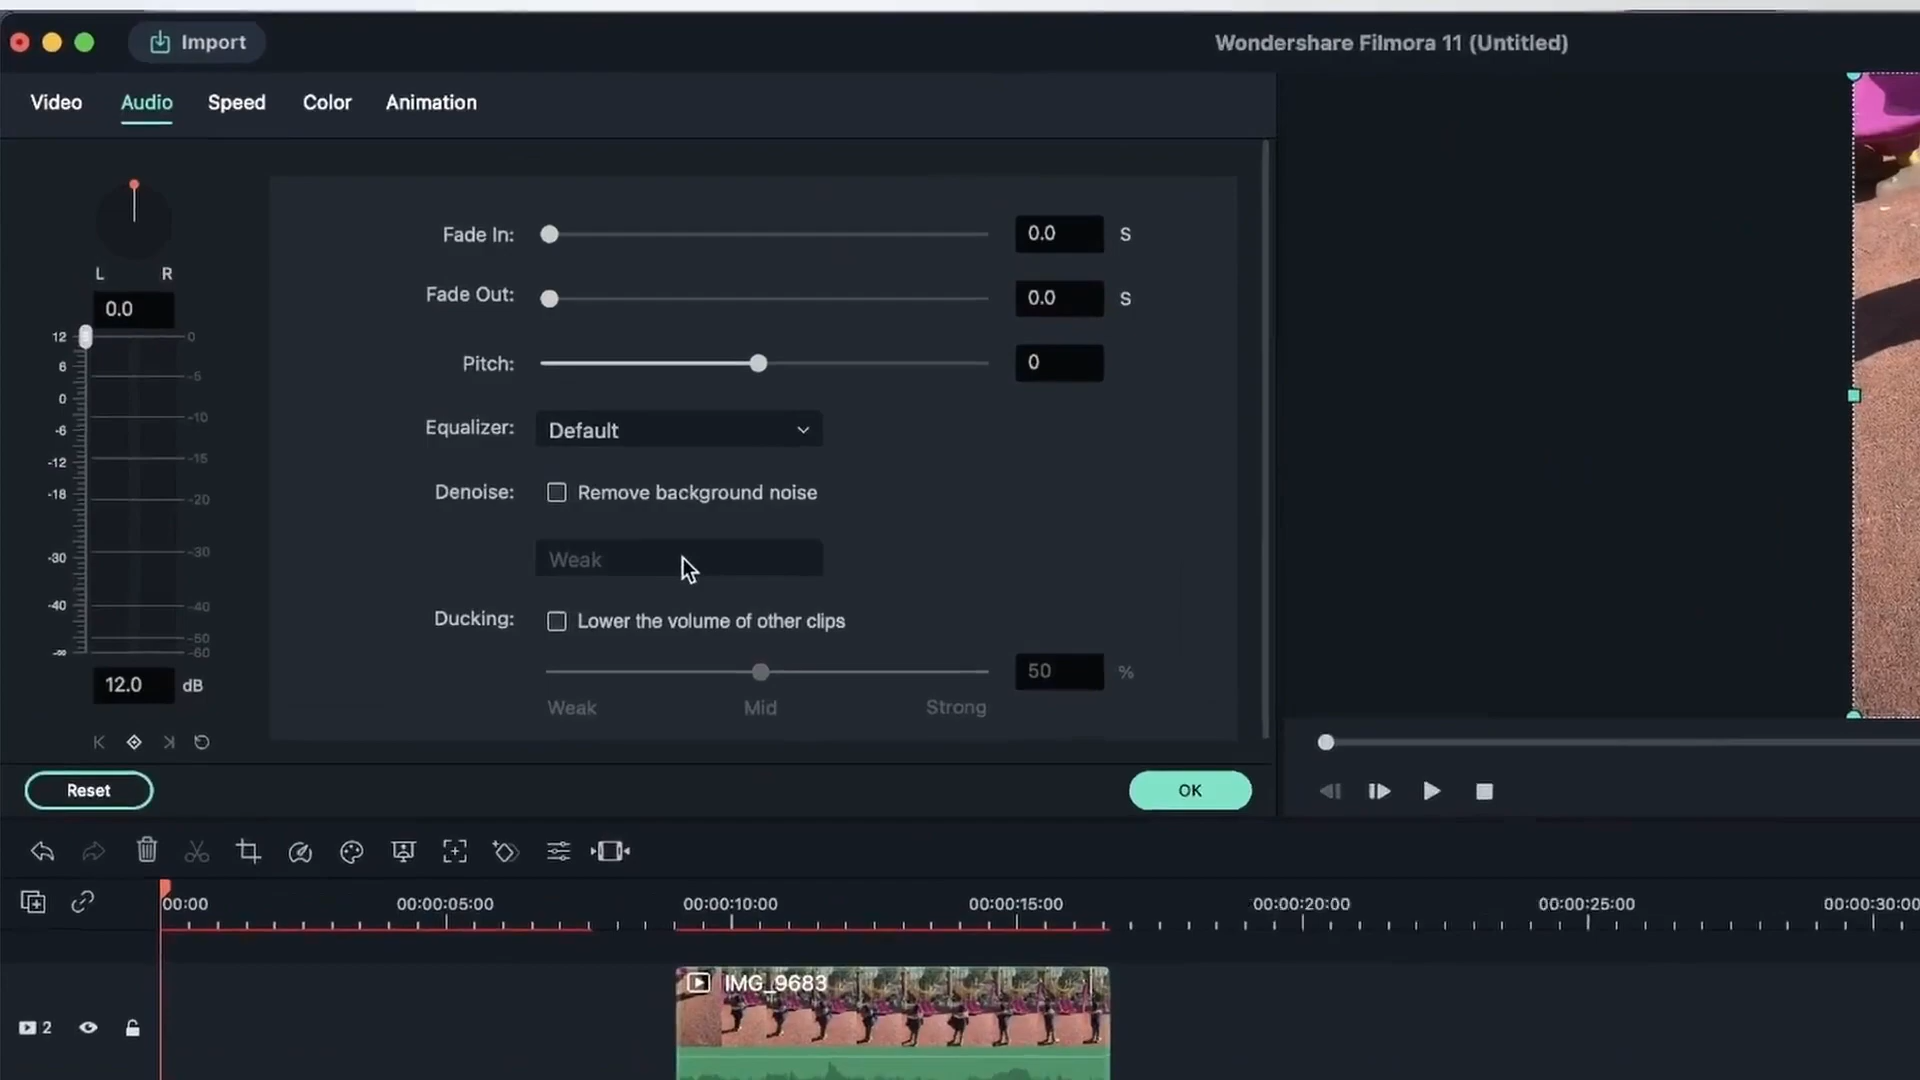 Import
Wondershare Filmora 11 (Untitled)
Video Audio Speed Color Animation
L R
0.0
12 0
6 -5
0 -10
-6 -15
-12
-18 -20
-30 -30
-40 -40
-50
-∞ -60
12.0 dB
Fade In: 0.0 S
Fade Out: 0.0 S
Pitch: 0
Equalizer: Default
Denoise: Remove background noise
Weak
Ducking: Lower the volume of other clips
50 %
Weak Mid Strong
Reset OK
00:00 00:00:05:00 00:00:10:00 00:00:15:00 00:00:20:00 00:00:25:00 00:00:30:00
IMG_9683
2